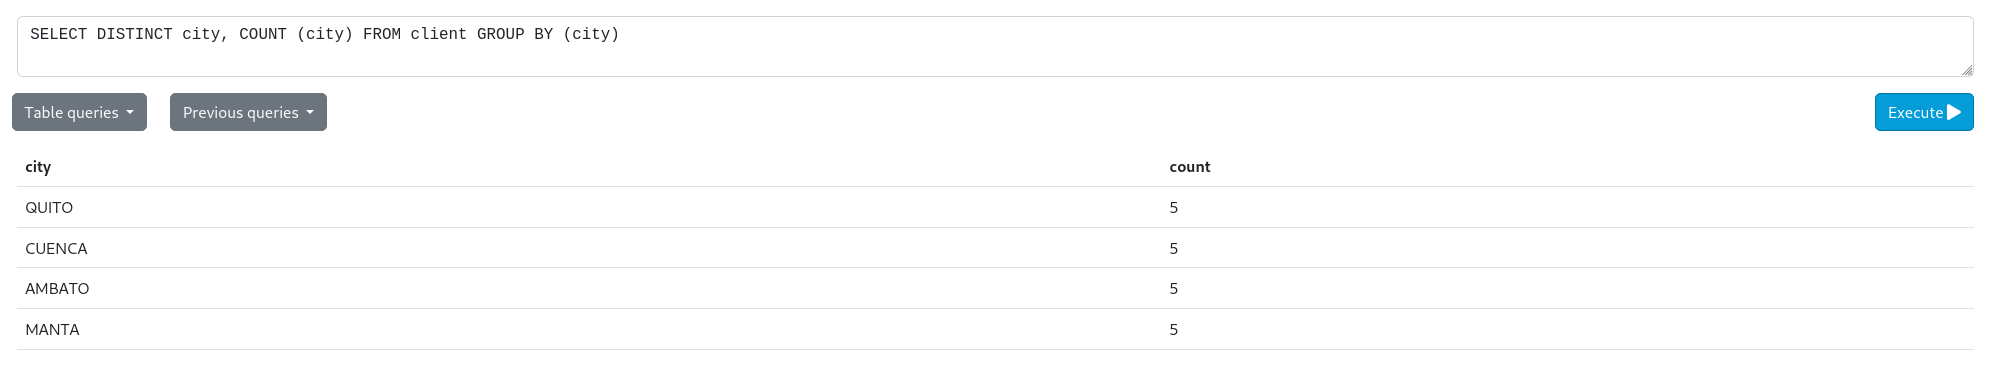 SELECT DISTINCT city, COUNT (city) FROM client GROUP BY (city)
Table queries Previous queries Execute
city count
QUITO 5
CUENCA 5
AMBATO 5
MANTA 5